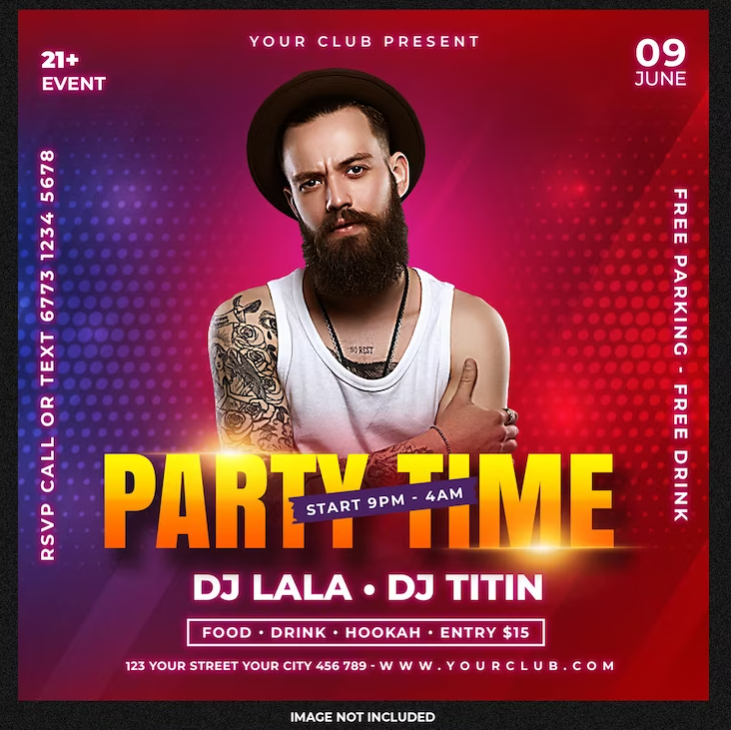 YOUR CLUB PRESENT
21+
EVENT
09
JUNE
RSVP CALL OR TEXT 6773 1234 5678
FREE PARKING - FREE DRINK
NO REST
PARTY TIME
START 9PM - 4AM
DJ LALA • DJ TITIN
FOOD • DRINK • HOOKAH • ENTRY $15
123 YOUR STREET YOUR CITY 456 789 - WWW.YOURCLUB.COM
IMAGE NOT INCLUDED